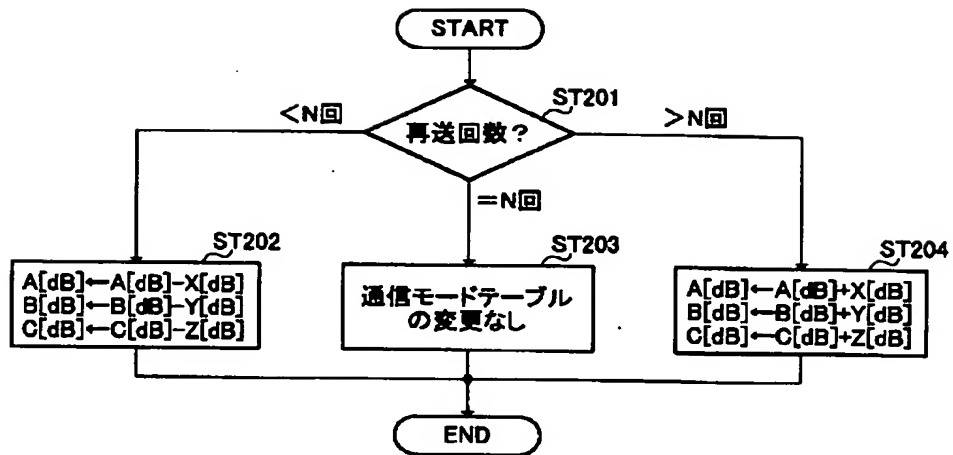 START
ST201
<N回
再送回数?
>N回
=N回
ST202
A[dB]←A[dB]-X[dB]
B[dB]←B[dB]-Y[dB]
C[dB]←C[dB]-Z[dB]
ST203
通信モードテーブル
の変更なし
ST204
A[dB]←A[dB]+X[dB]
B[dB]←B[dB]+Y[dB]
C[dB]←C[dB]+Z[dB]
END